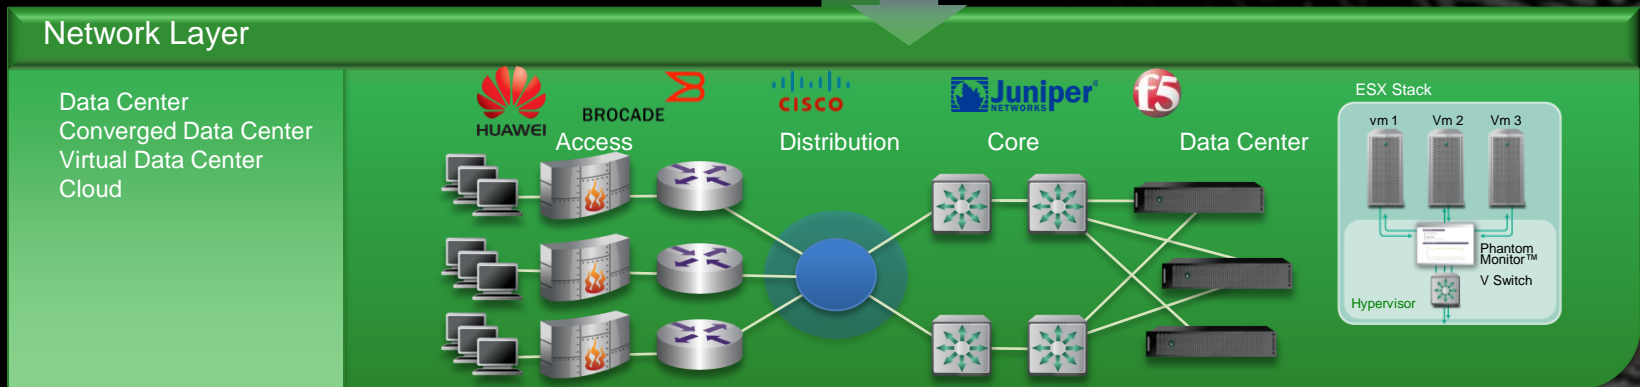 Network Layer
Data Center
Converged Data Center
Virtual Data Center
Cloud
HUAWEI
BROCADE
CISCO
Juniper
NETWORKS
f5
Access
Distribution
Core
Data Center
ESX Stack
vm 1
Vm 2
Vm 3
Phantom
Monitor™
V Switch
Hypervisor